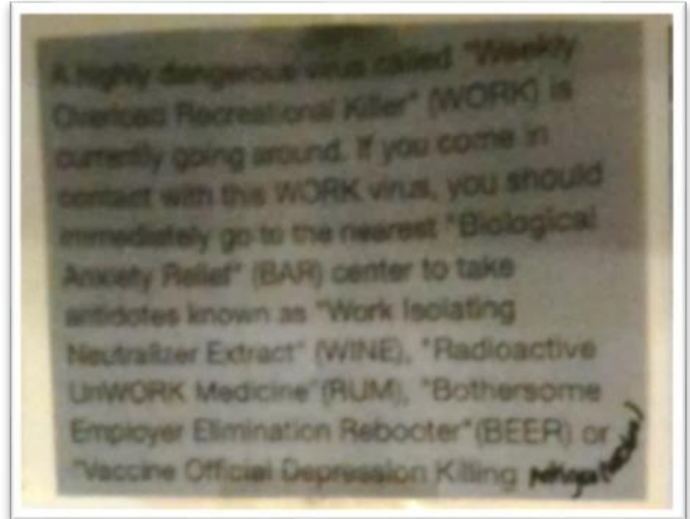 A highly dangerous virus called "Weekly
Overload Recreational Killer" (WORK) is
currently going around. If you come in
contact with this WORK virus, you should
immediately go to the nearest "Biological
Anxiety Relief" (BAR) center to take
antidotes known as "Work Isolating
Neutralizer Extract" (WINE), "Radioactive
UnWORK Medicine"(RUM), "Bothersome
Employer Elimination Rebooter"(BEER) or
"Vaccine Official Depression Killing